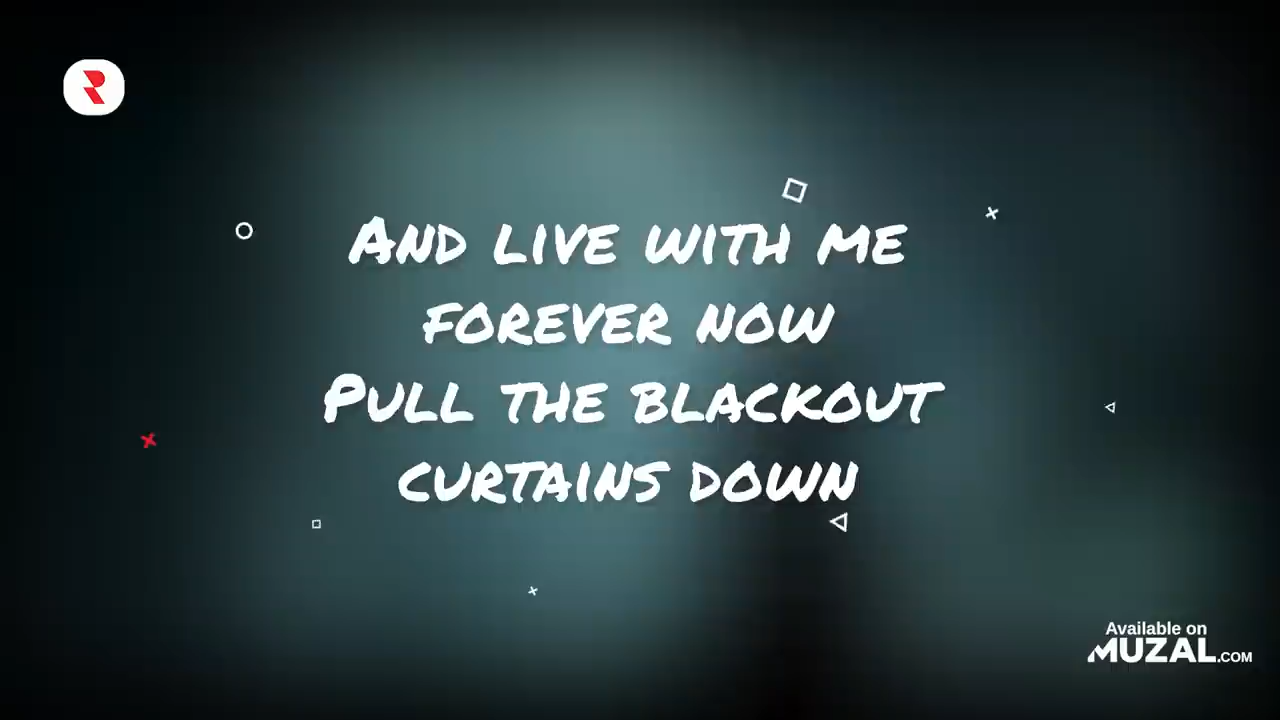 And live with me
forever now
Pull the blackout
curtains down
Available on
MUZAL.COM